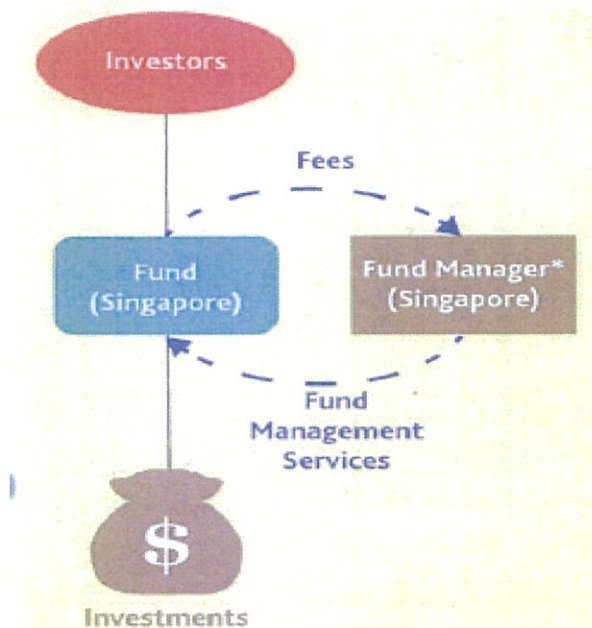 Investors
Fees
Fund
(Singapore)
Fund Manager*
(Singapore)
Fund
Management
Services
$
Investments